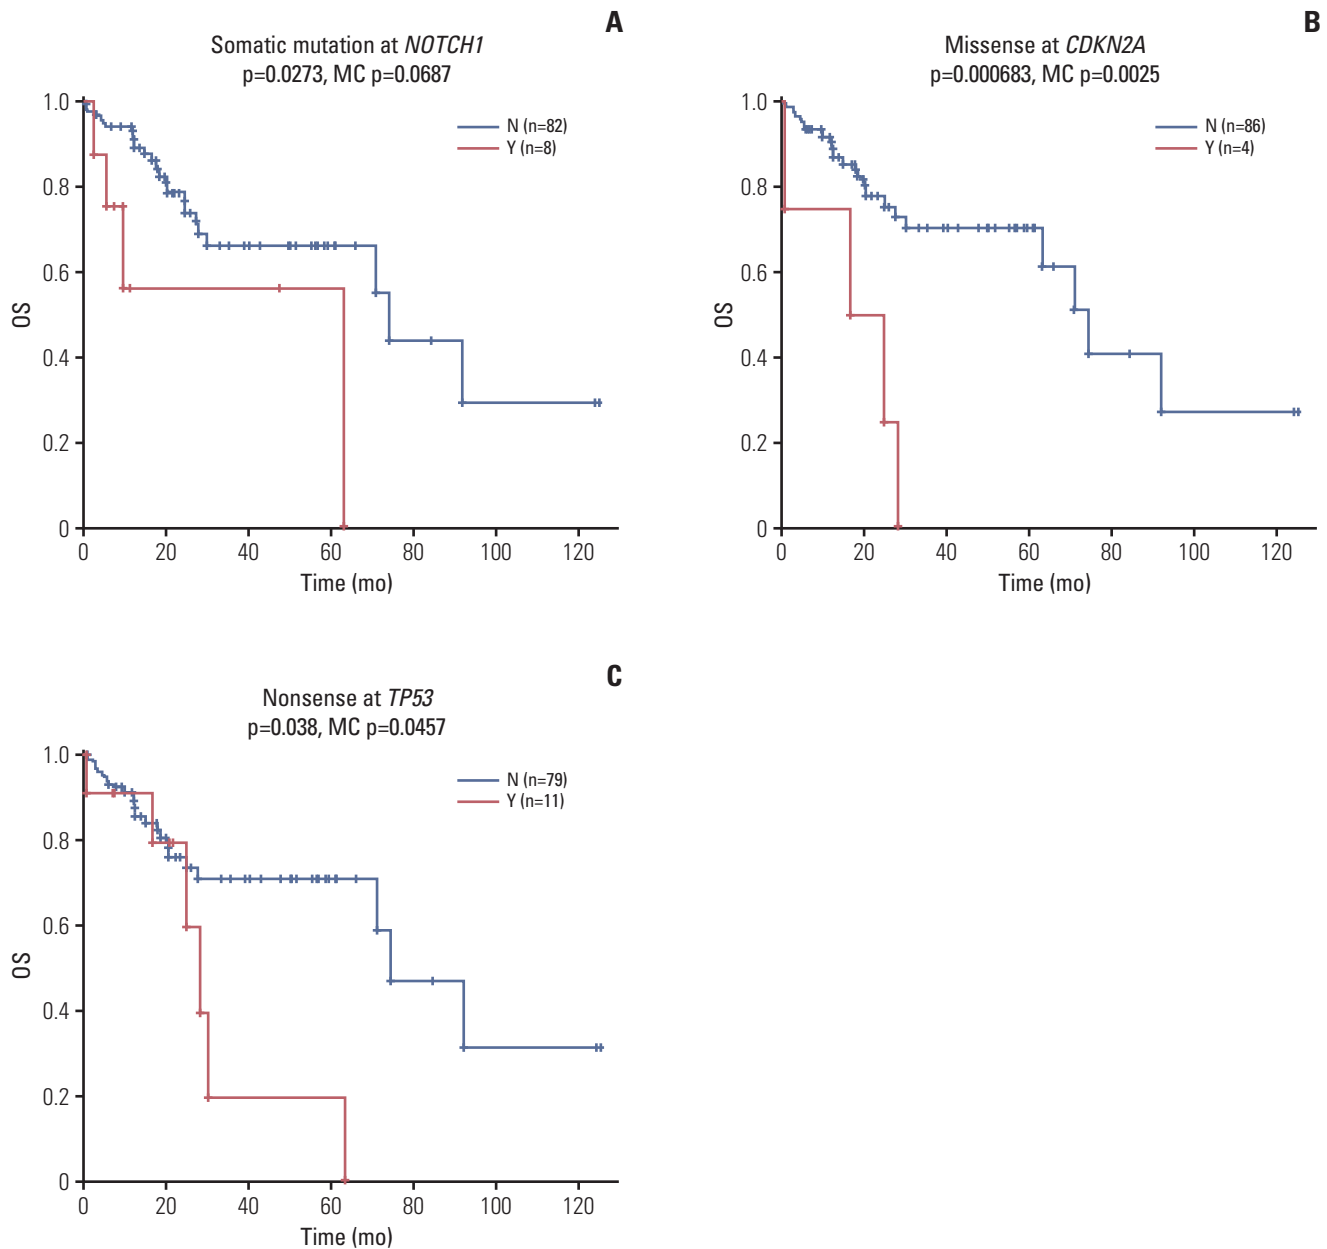 A
Somatic mutation at NOTCH1
p=0.0273, MC p=0.0687
1.0
0.8
0.6
0.4
0.2
0
OS
N (n=82)
Y (n=8)
0 20 40 60 80 100 120
Time (mo)
B
Missense at CDKN2A
p=0.000683, MC p=0.0025
1.0
0.8
0.6
0.4
0.2
0
OS
N (n=86)
Y (n=4)
0 20 40 60 80 100 120
Time (mo)
C
Nonsense at TP53
p=0.038, MC p=0.0457
1.0
0.8
0.6
0.4
0.2
0
OS
N (n=79)
Y (n=11)
0 20 40 60 80 100 120
Time (mo)